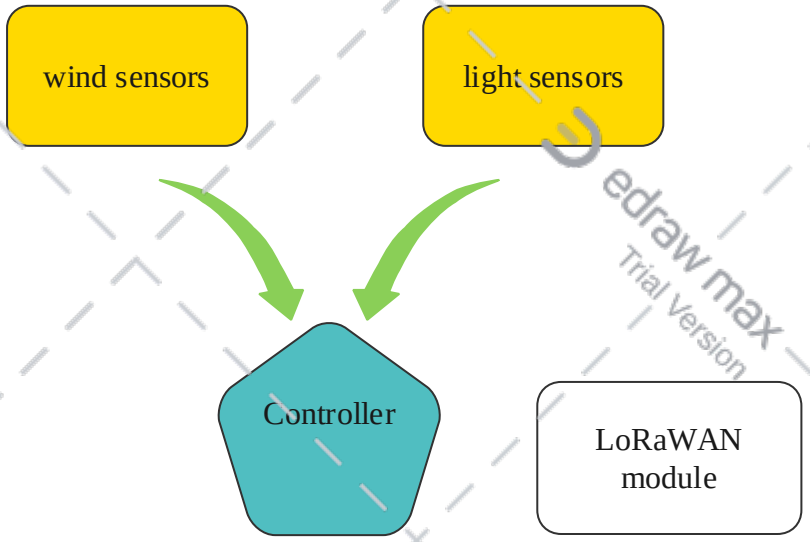 wind sensors
light sensors
edraw max
Trial Version
Controller
LoRaWAN
module